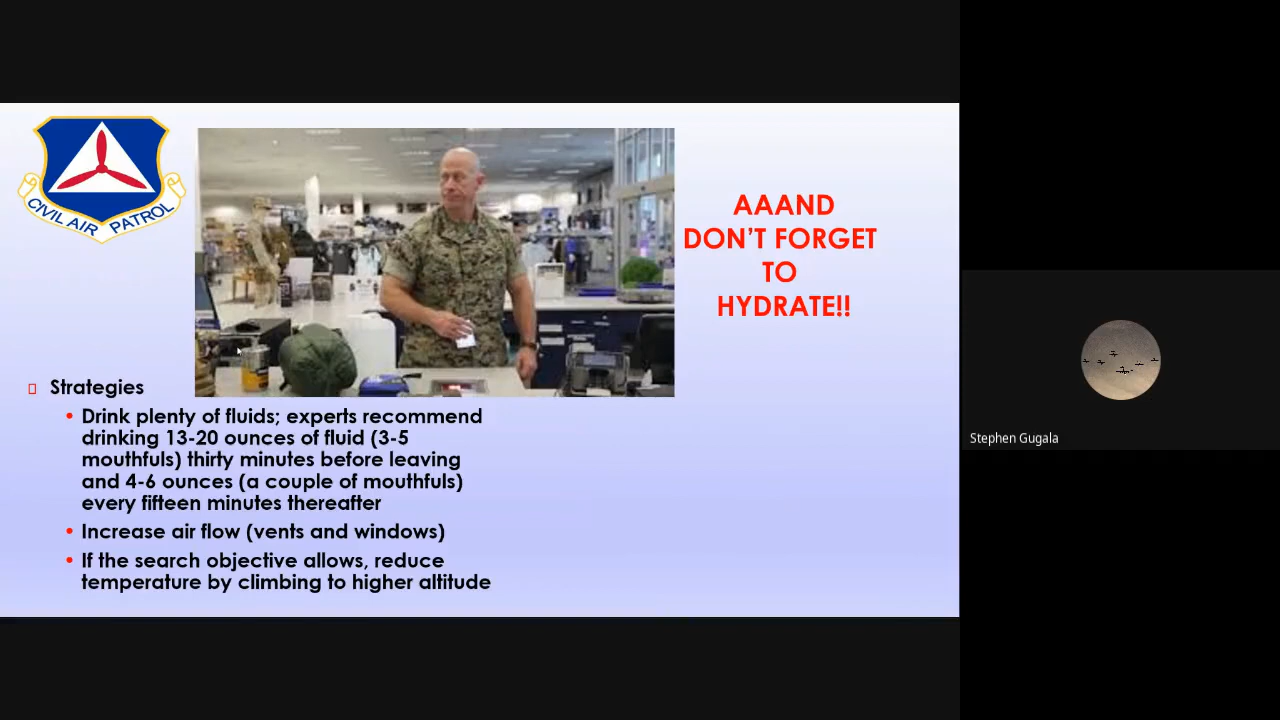 CIVIL AIR PATROL
AAAND
DON'T FORGET
TO
HYDRATE!!
Strategies
• Drink plenty of fluids; experts recommend
drinking 13-20 ounces of fluid (3-5
mouthfuls) thirty minutes before leaving
and 4-6 ounces (a couple of mouthfuls)
every fifteen minutes thereafter
• Increase air flow (vents and windows)
• If the search objective allows, reduce
temperature by climbing to higher altitude
Stephen Gugala